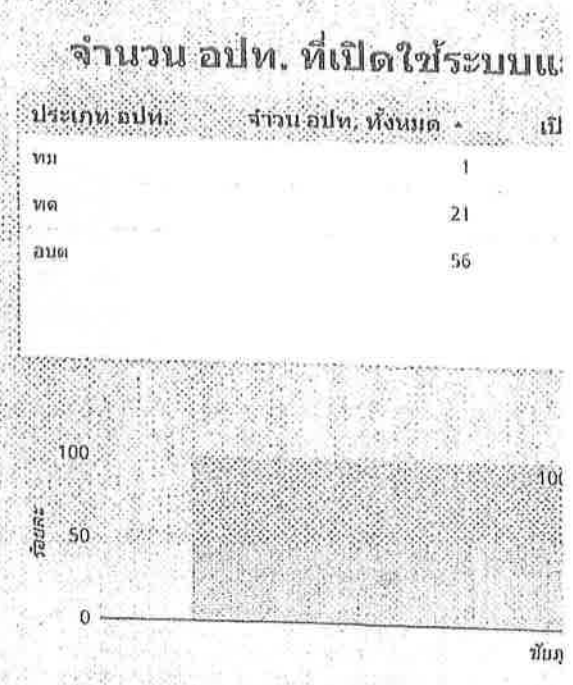 จำนวน อปท. ที่เปิดใช้ระบบแ
ประเภท อปท. จำวน อปท. ทั้งหมด เปิ
ทม 1
ทต 21
อบต 56
100
100
ร้อยละ
50
0